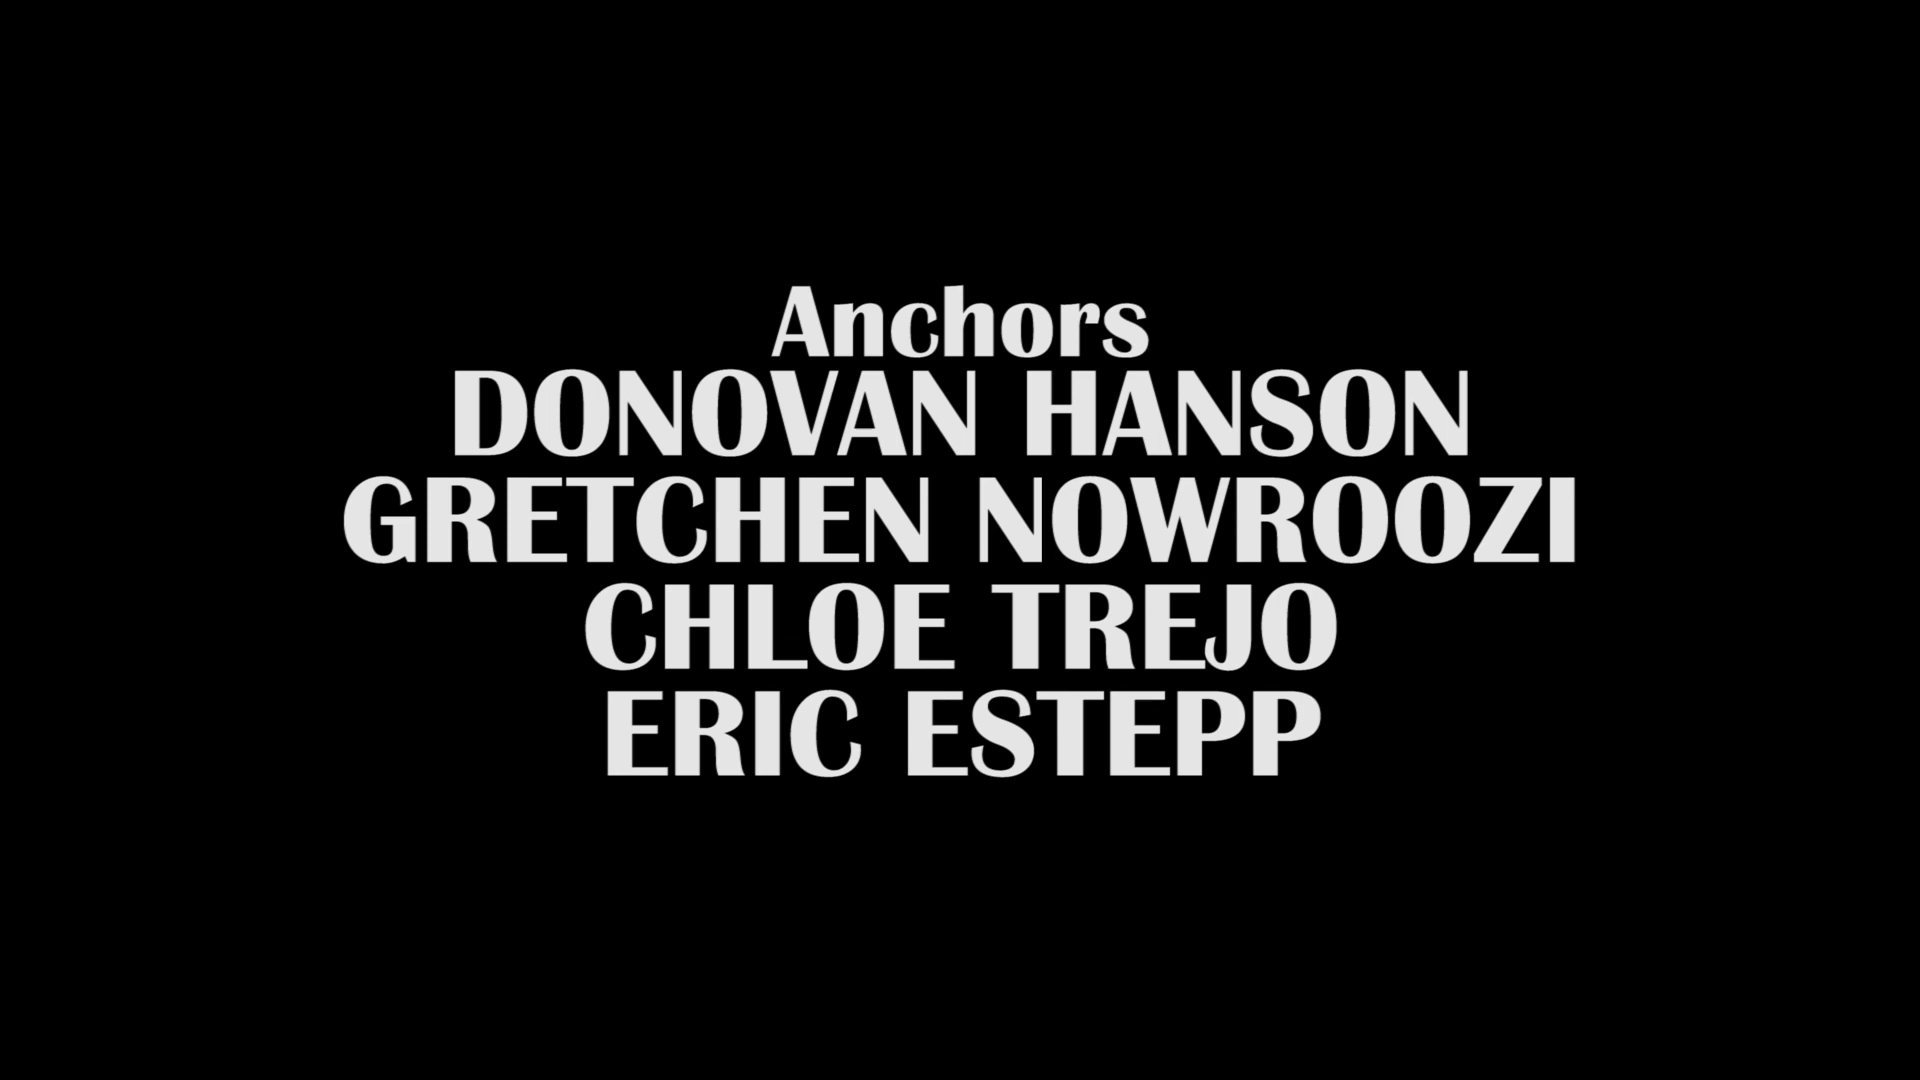 Anchors
DONOVAN HANSON
GRETCHEN NOWROOZI
CHLOE TREJO
ERIC ESTEPP